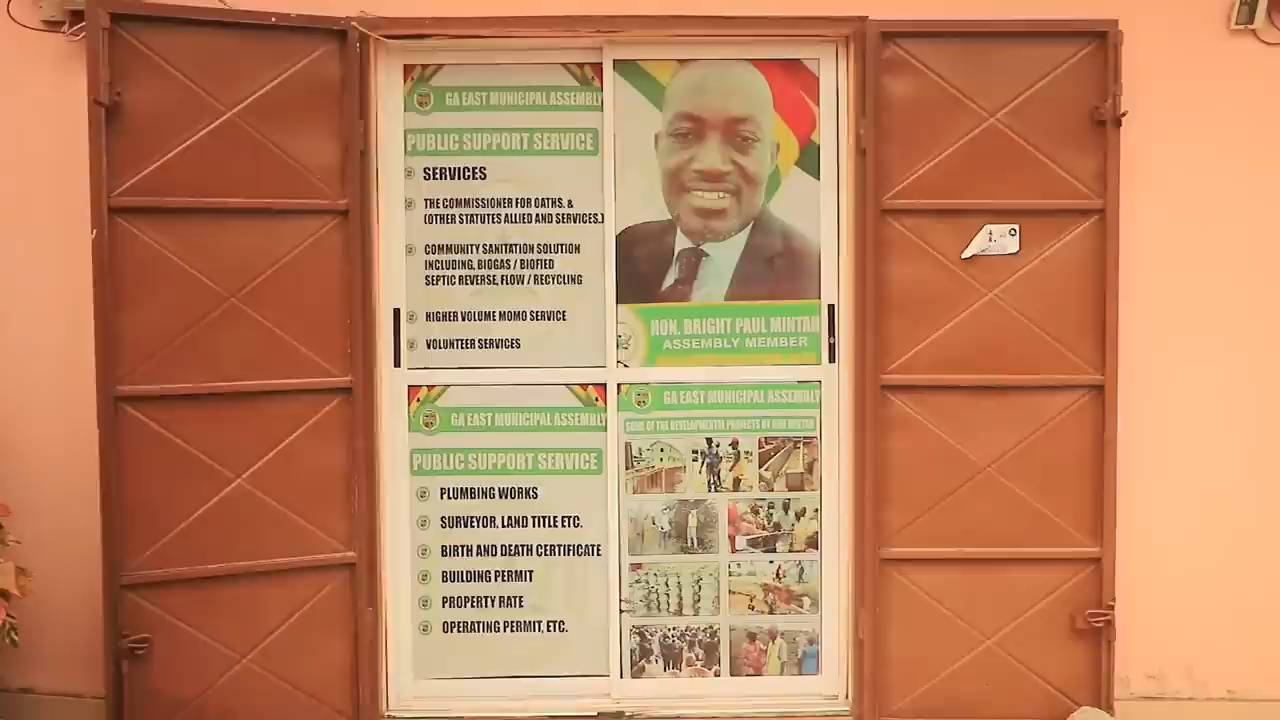 GA EAST MUNICIPAL ASSEMBLY
PUBLIC SUPPORT SERVICE
SERVICES
THE COMMISSIONER FOR OATHS. &
(OTHER STATUTES ALLIED AND SERVICES.)
COMMUNITY SANITATION SOLUTION
INCLUDING, BIOGAS / BIOFIED
SEPTIC REVERSE, FLOW / RECYCLING
HIGHER VOLUME MOMO SERVICE
VOLUNTEER SERVICES
HON. BRIGHT PAUL MINTAH
ASSEMBLY MEMBER
GA EAST MUNICIPAL ASSEMBLY
PUBLIC SUPPORT SERVICE
PLUMBING WORKS
SURVEYOR, LAND TITLE ETC.
BIRTH AND DEATH CERTIFICATE
BUILDING PERMIT
PROPERTY RATE
OPERATING PERMIT, ETC.
GA EAST MUNICIPAL ASSEMBLY
SOME OF THE DEVELOPMENTAL PROJECTS BY HON MINTAH